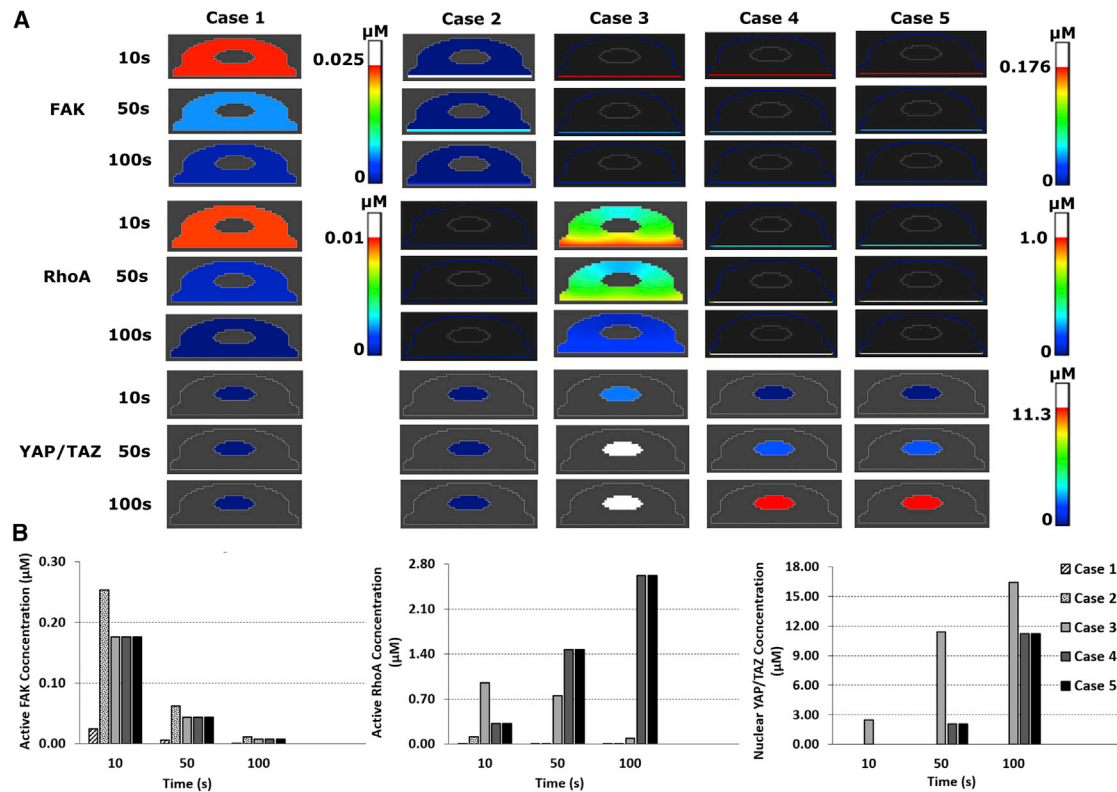 A
Case 1 Case 2 Case 3 Case 4 Case 5
µM
µM
10s
0.025
0.176
FAK 50s
100s
0
0
µM
µM
10s
0.01
1.0
RhoA 50s
100s
0
0
µM
10s
11.3
YAP/TAZ 50s
100s
0
B
Active FAK Cocncentration (µM)
0.30
0.20
0.10
0.00
10 50 100
Time (s)
Active RhoA Cocncentration (µM)
2.80
2.10
1.40
0.70
0.00
10 50 100
Time (s)
Nuclear YAP/TAZ Cocncentration (µM)
18.00
15.00
12.00
9.00
6.00
3.00
0.00
10 50 100
Time (s)
Case 1
Case 2
Case 3
Case 4
Case 5